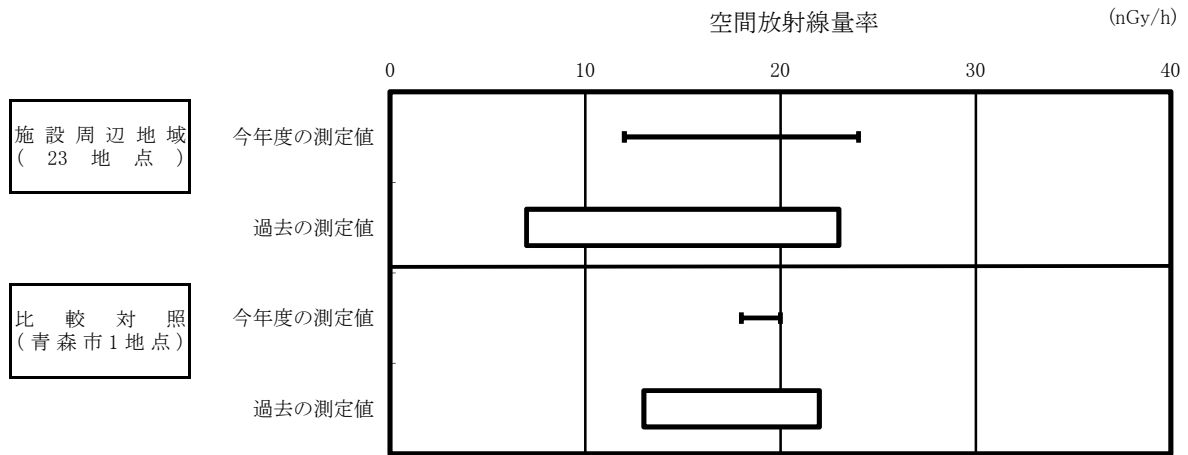 空間放射線量率
(nGy/h)
0 10 20 30 40
施設周辺地域
(23地点)
今年度の測定値
過去の測定値
比較対照
(青森市1地点)
今年度の測定値
過去の測定値